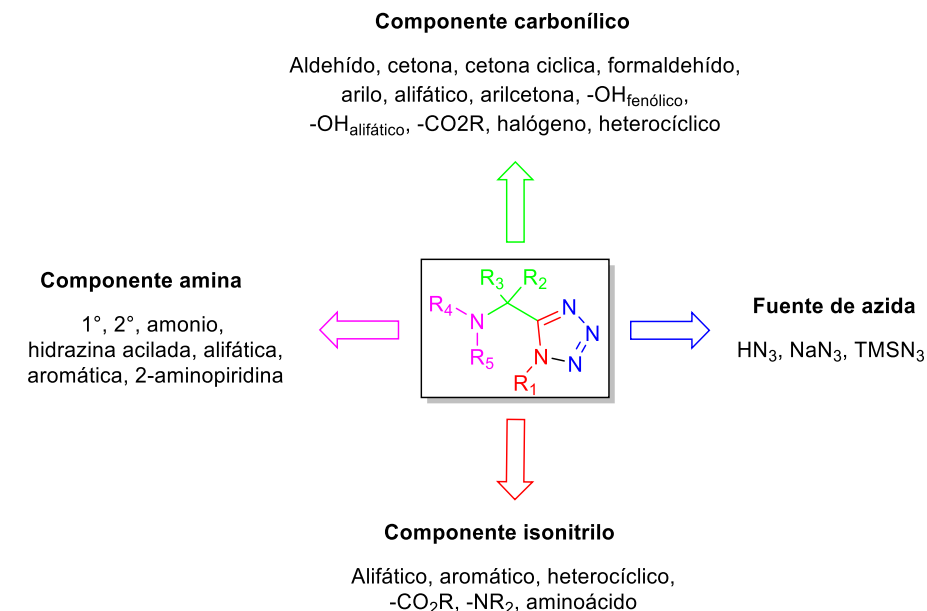 Componente carbonílico
Aldehído, cetona, cetona ciclica, formaldehído,
arilo, alifático, arilcetona, -OHfenólico,
-OHalifático, -CO2R, halógeno, heterocíclico
Componente amina
1°, 2°, amonio,
hidrazina acilada, alifática,
aromática, 2-aminopiridina
R3 R2
R4
N
R5
N
N
N
N
R1
Fuente de azida
HN3, NaN3, TMSN3
Componente isonitrilo
Alifático, aromático, heterocíclico,
-CO2R, -NR2, aminoácido